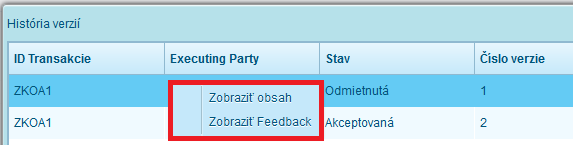 História verzií
ID Transakcie Executing Party Stav Číslo verzie
ZKOA1 Zobraziť obsah Odmietnutá 1
ZKOA1 Zobraziť Feedback Akceptovaná 2